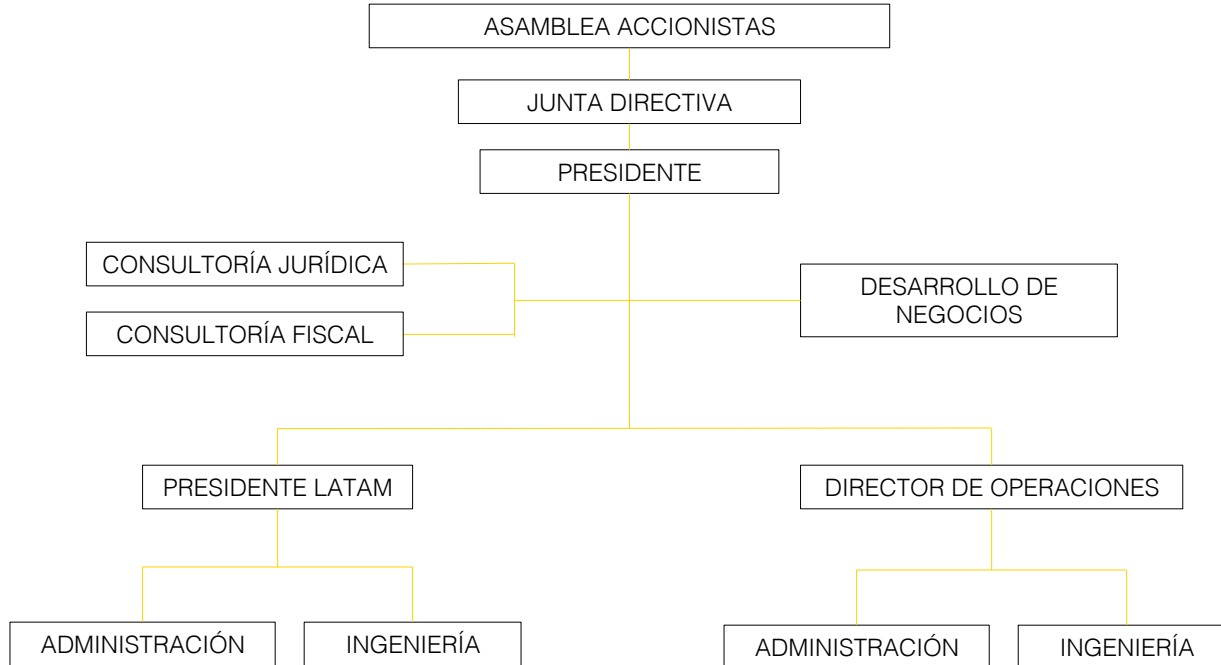 ASAMBLEA ACCIONISTAS
JUNTA DIRECTIVA
PRESIDENTE
CONSULTORÍA JURÍDICA
CONSULTORÍA FISCAL
DESARROLLO DE
NEGOCIOS
PRESIDENTE LATAM
DIRECTOR DE OPERACIONES
ADMINISTRACIÓN
INGENIERÍA
ADMINISTRACIÓN
INGENIERÍA